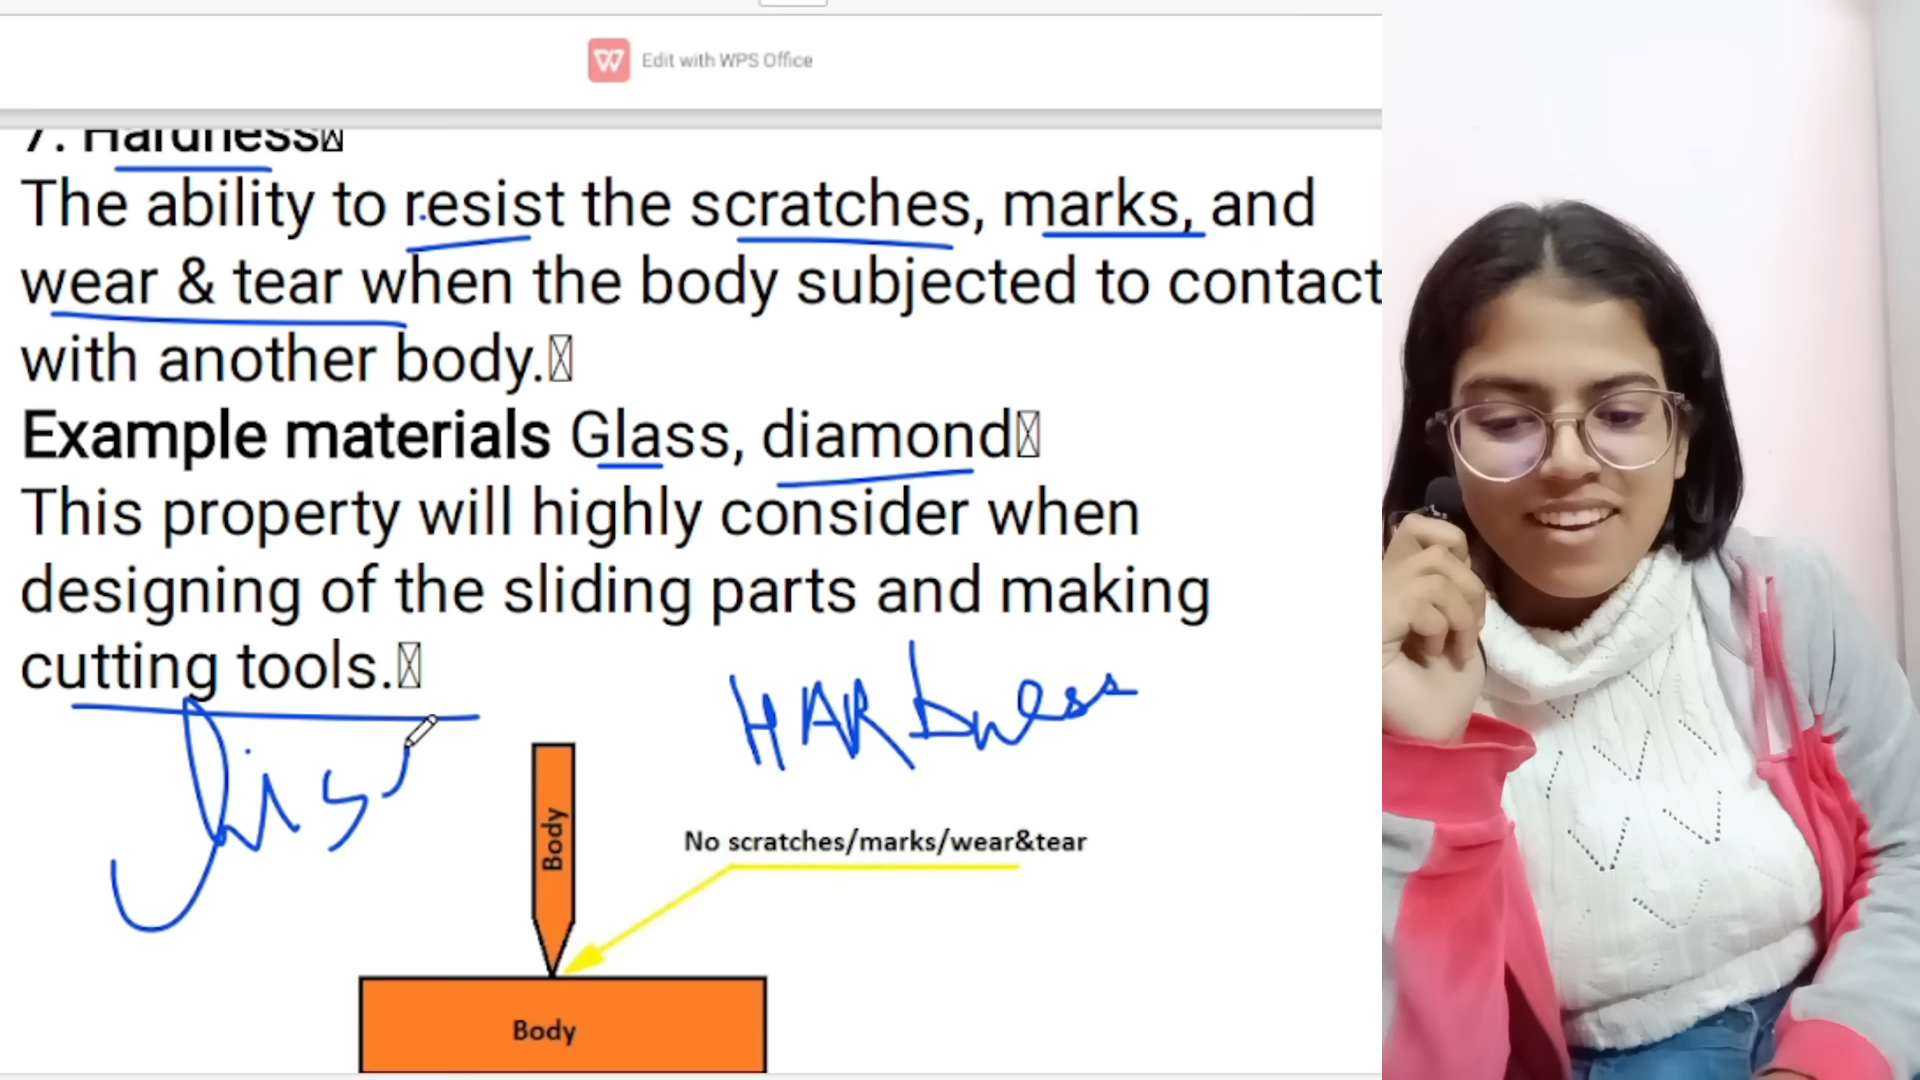 Edit with WPS Office
7. Hardness
The ability to resist the scratches, marks, and
wear & tear when the body subjected to contact
with another body.
Example materials Glass, diamond
This property will highly consider when
designing of the sliding parts and making
cutting tools.
HARDness
Body
No scratches/marks/wear&tear
Body